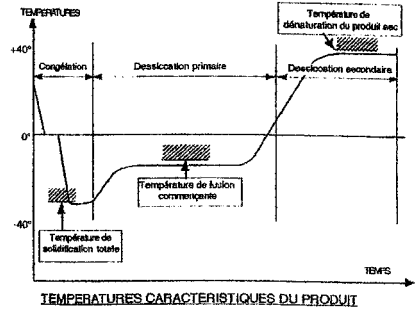 TEMPERATURES
Température de
dénaturation du produit sec
+40°
Congélation
Dessiccation primaire
Dessiccation secondaire
0°
Température de fusion
commençante
-40°
Température de
solidification totale
TEMPS
TEMPERATURES CARACTERISTIQUES DU PRODUIT